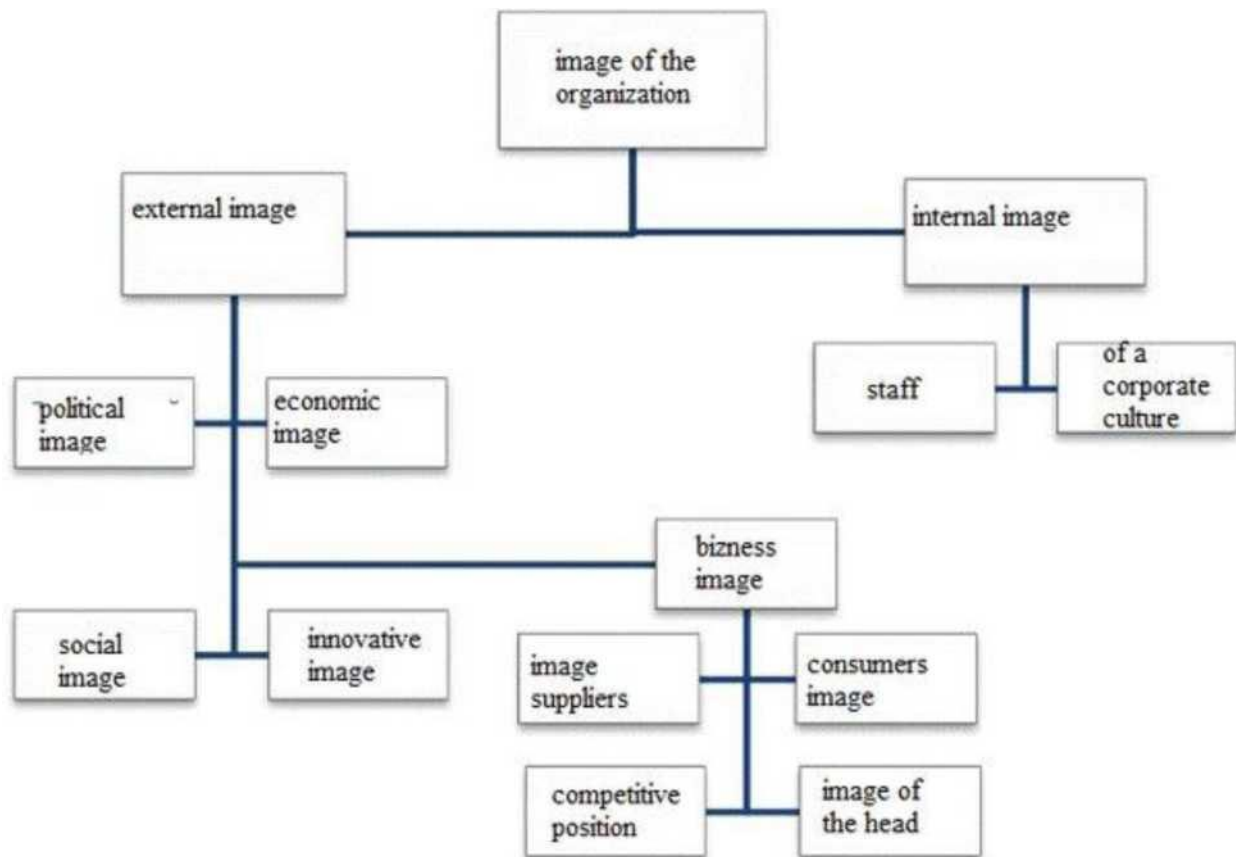 image of the
organization
external image
internal image
political
image
economic
image
staff
of a
corporate
culture
bizness
image
social
image
innovative
image
image
suppliers
consumers
image
competitive
position
image of
the head